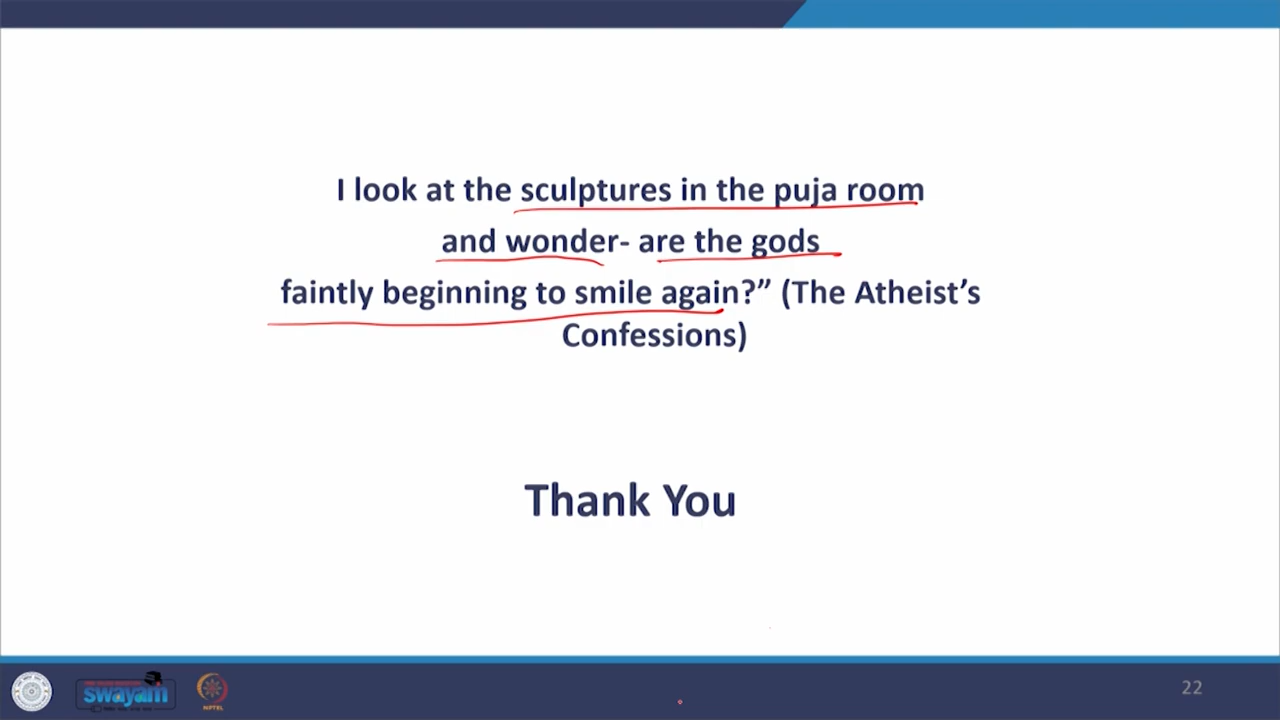 I look at the sculptures in the puja room
and wonder- are the gods
faintly beginning to smile again?” (The Atheist’s
Confessions)
Thank You
swayam
NPTEL
22